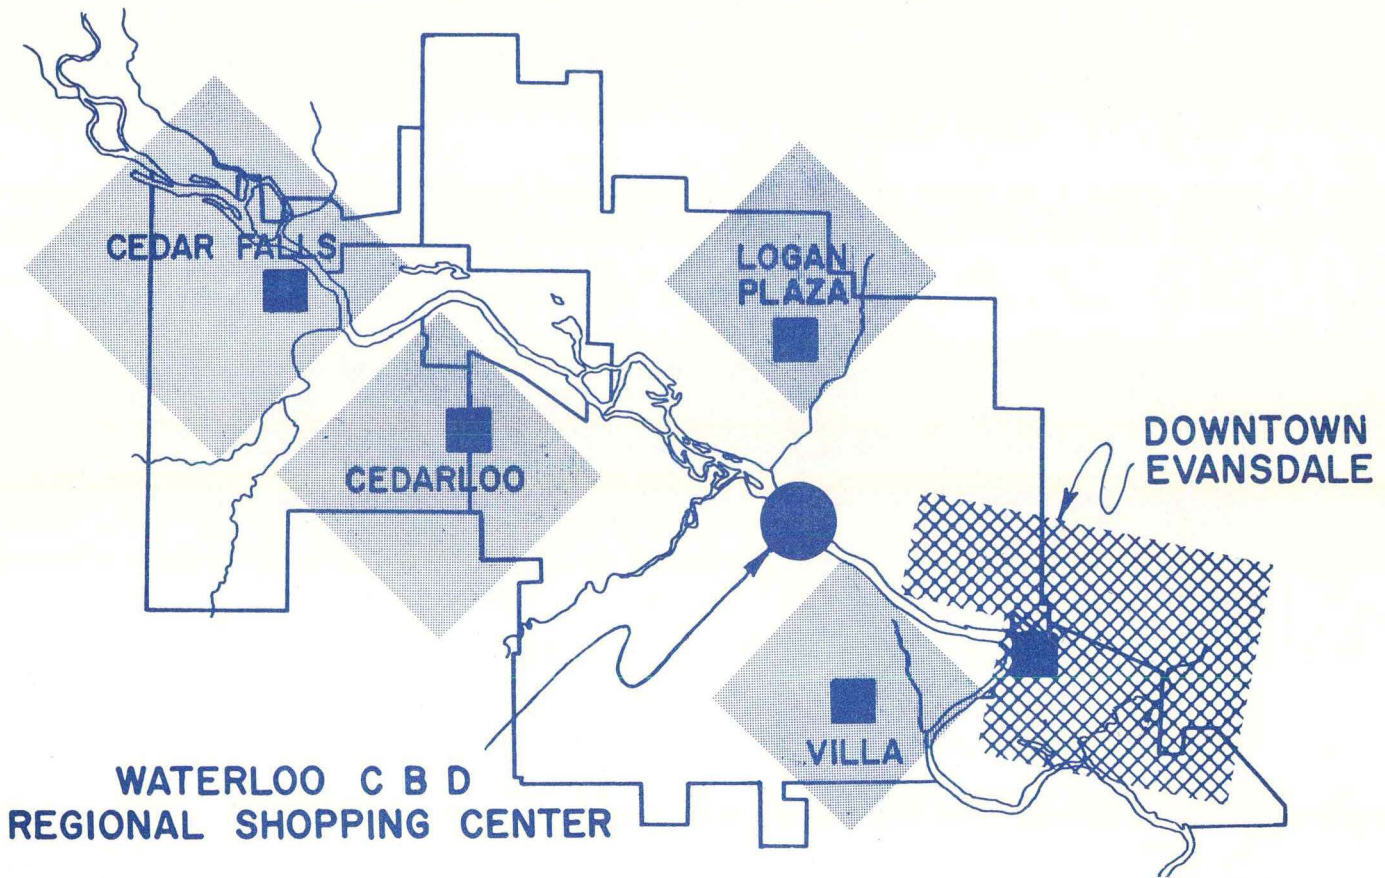 CEDAR FALLS
LOGAN
PLAZA
DOWNTOWN
EVANSDALE
CEDARLOO
VILLA
WATERLOO C B D
REGIONAL SHOPPING CENTER